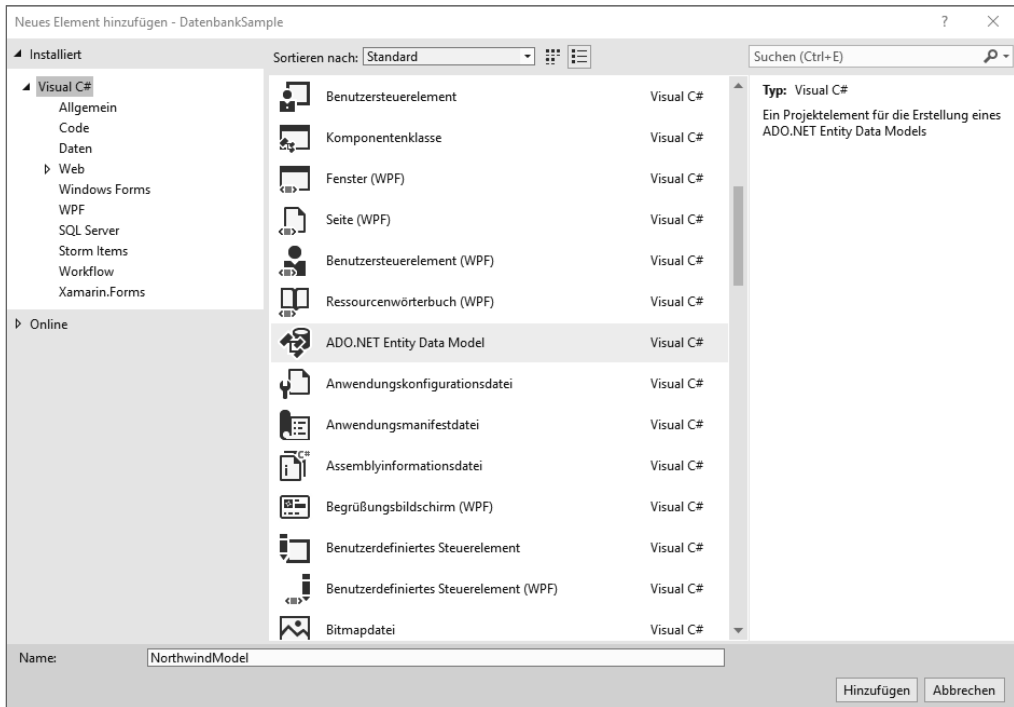 Neues Element hinzufügen - DatenbankSample
?
Installiert
Sortieren nach: Standard
Suchen (Ctrl+E)
Visual C#
Allgemein
Code
Daten
Web
Windows Forms
WPF
SQL Server
Storm Items
Workflow
Xamarin.Forms
Online
Benutzersteuerelement Visual C#
Komponentenklasse Visual C#
Fenster (WPF) Visual C#
Seite (WPF) Visual C#
Benutzersteuerelement (WPF) Visual C#
Ressourcenwörterbuch (WPF) Visual C#
ADO.NET Entity Data Model Visual C#
Anwendungskonfigurationsdatei Visual C#
Anwendungsmanifestdatei Visual C#
Assemblyinformationsdatei Visual C#
Begrüßungsbildschirm (WPF) Visual C#
Benutzerdefiniertes Steuerelement Visual C#
Benutzerdefiniertes Steuerelement (WPF) Visual C#
Bitmapdatei Visual C#
Typ: Visual C#
Ein Projektelement für die Erstellung eines
ADO.NET Entity Data Models
Name: NorthwindModel
Hinzufügen Abbrechen